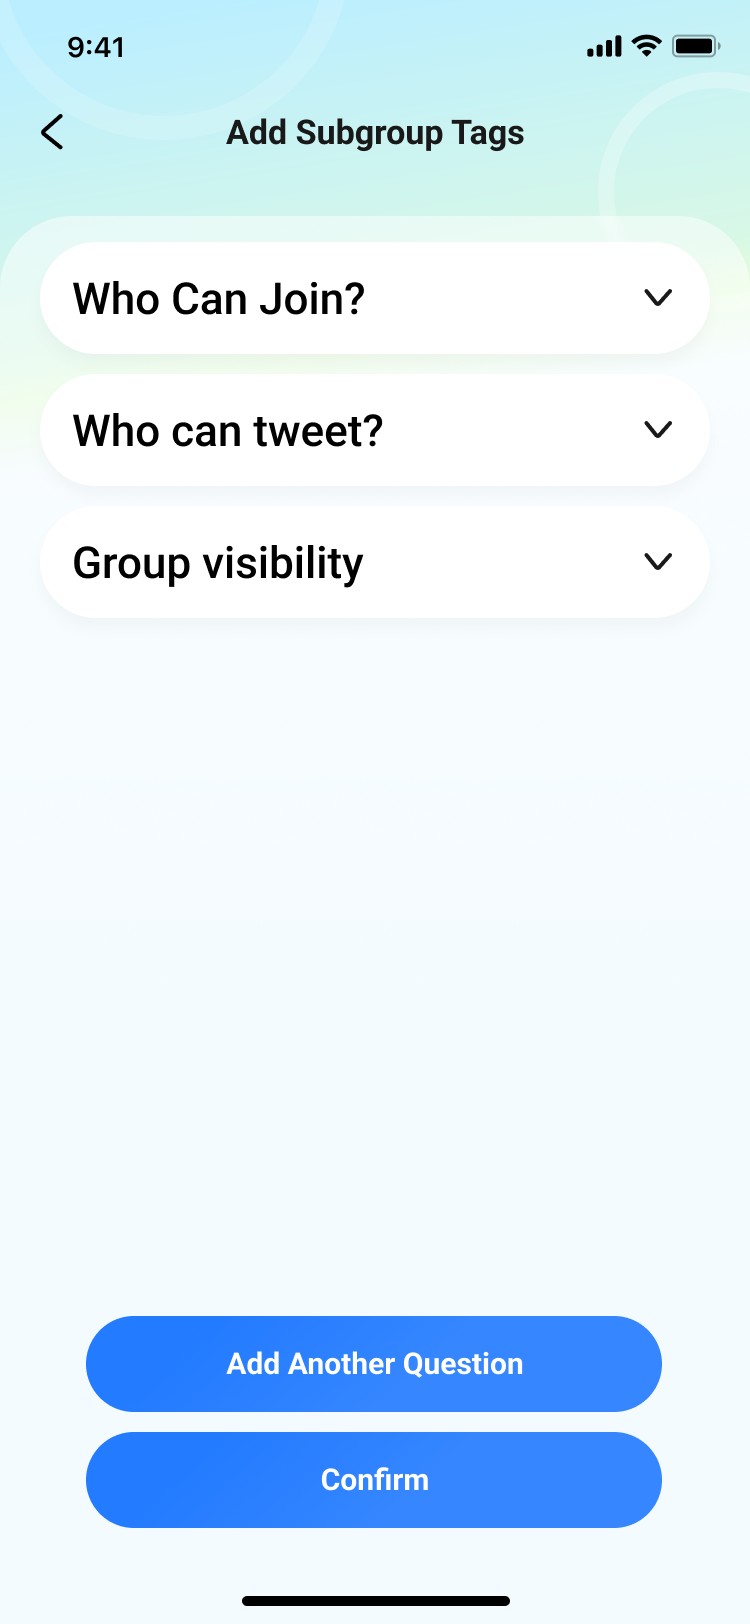 9:41
Add Subgroup Tags
Who Can Join?
Who can tweet?
Group visibility
Add Another Question
Confirm